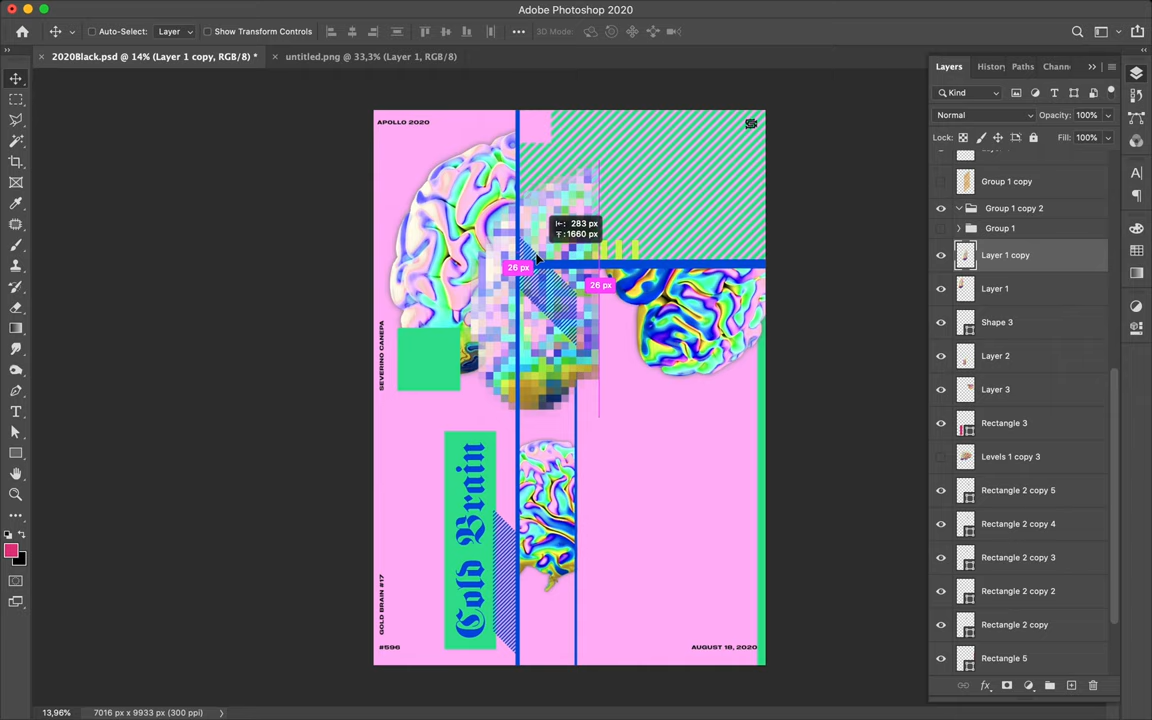 Adobe Photoshop 2020
Auto-Select: Layer Show Transform Controls 3D Mode:
2020Black.psd @ 14% (Layer 1 copy, RGB/8) * untitled.png @ 33,3% (Layer 1, RGB/8)
Layers History Paths Chann
Kind
Normal Opacity: 100%
Lock: Fill: 100%
Group 1 copy
Group 1 copy 2
Group 1
Layer 1 copy
Layer 1
Shape 3
Layer 2
Layer 3
Rectangle 3
Levels 1 copy 3
Rectangle 2 copy 5
Rectangle 2 copy 4
Rectangle 2 copy 3
Rectangle 2 copy 2
Rectangle 2 copy
Rectangle 5
APOLLO 2020
283 px
1660 px
26 px
26 px
SEVERINO CANEPA
Gold Brain
GOLD BRAIN #17
#596
AUGUST 18, 2020
13,96% 7016 px x 9933 px (300 ppi)